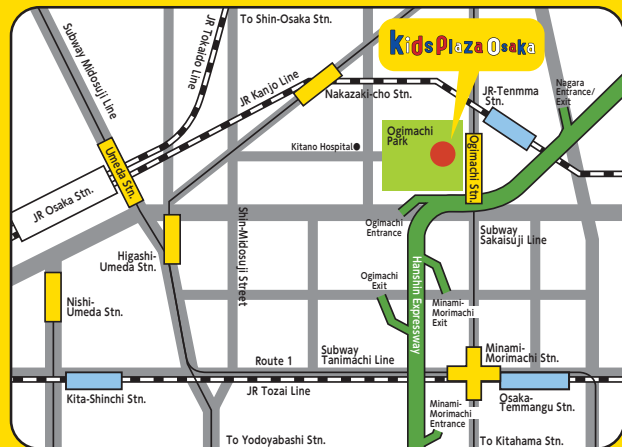 To Shin-Osaka Stn.
Kids Plaza Osaka
Subway Midosuji Line
JR Tokaido Line
JR Kanjo Line
Nakazaki-cho Stn.
JR-Tenmma
Stn.
Nagara
Entrance/
Exit
Ogimachi
Park
Kitano Hospital
Ogimachi Stn.
Umeda Stn.
JR Osaka Stn.
Ogimachi
Entrance
Subway
Sakaisuji Line
Higashi-
Umeda Stn.
Shin-Midosuji Street
Hanshin Expressway
Ogimachi
Exit
Nishi-
Umeda Stn.
Minami-
Morimachi
Exit
Route 1
Subway
Tanimachi Line
Minami-
Morimachi Stn.
Kita-Shinchi Stn.
JR Tozai Line
Osaka-
Temmangu Stn.
Minami-
Morimachi
Entrance
To Yodoyabashi Stn.
To Kitahama Stn.